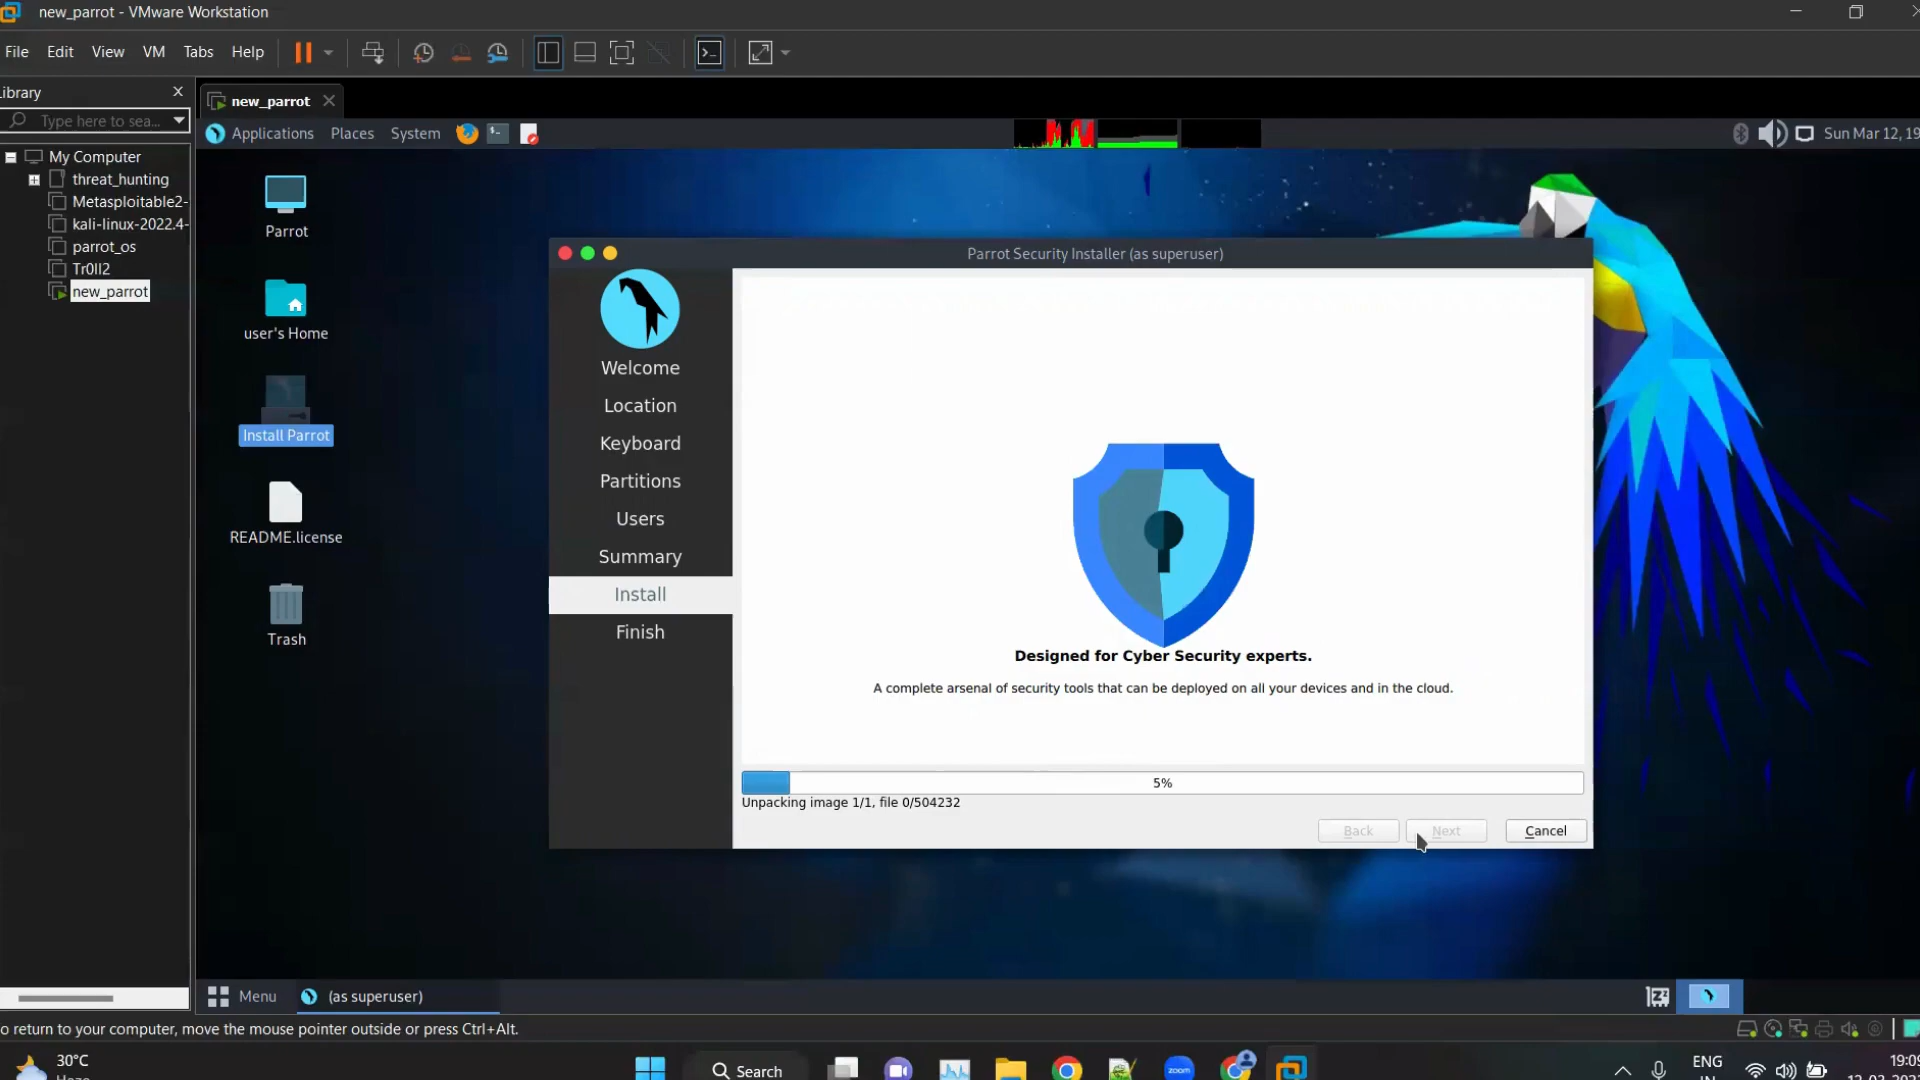 new_parrot - VMware Workstation
File Edit View VM Tabs Help
ibrary
Type here to sea...
new_parrot
Applications Places System
Sun Mar 12, 19
My Computer
threat_hunting
Metasploitable2-
kali-linux-2022.4-
parrot_os
Tr0ll2
new_parrot
Parrot
user's Home
Install Parrot
README.license
Trash
Parrot Security Installer (as superuser)
Welcome
Location
Keyboard
Partitions
Users
Summary
Install
Finish
Designed for Cyber Security experts.
A complete arsenal of security tools that can be deployed on all your devices and in the cloud.
5%
Unpacking image 1/1, file 0/504232
Back Next Cancel
Menu (as superuser)
o return to your computer, move the mouse pointer outside or press Ctrl+Alt.
30°C
Search
zoom
ENG
19:09